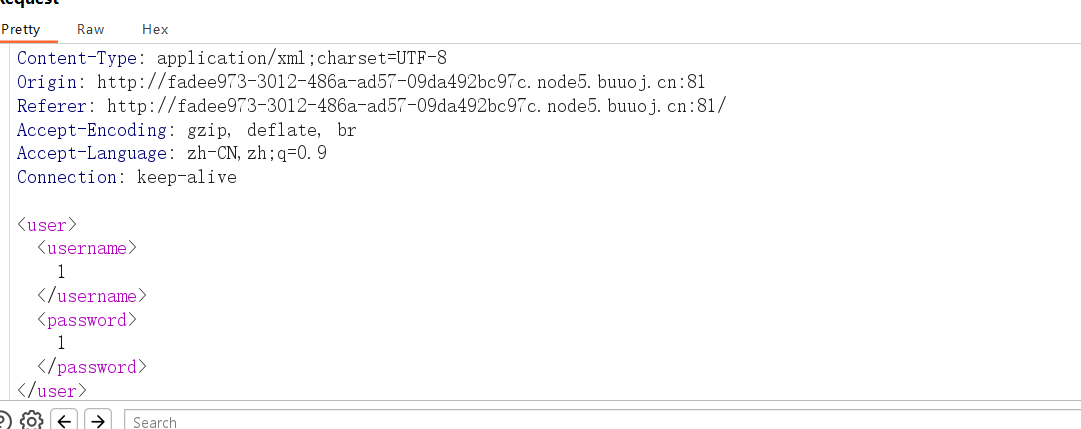 Request
Pretty Raw Hex
Content-Type: application/xml;charset=UTF-8
Origin: http://fadee973-3012-486a-ad57-09da492bc97c.node5.buuoj.cn:81
Referer: http://fadee973-3012-486a-ad57-09da492bc97c.node5.buuoj.cn:81/
Accept-Encoding: gzip, deflate, br
Accept-Language: zh-CN,zh;q=0.9
Connection: keep-alive
<user>
<username>
1
</username>
<password>
1
</password>
</user>
Search